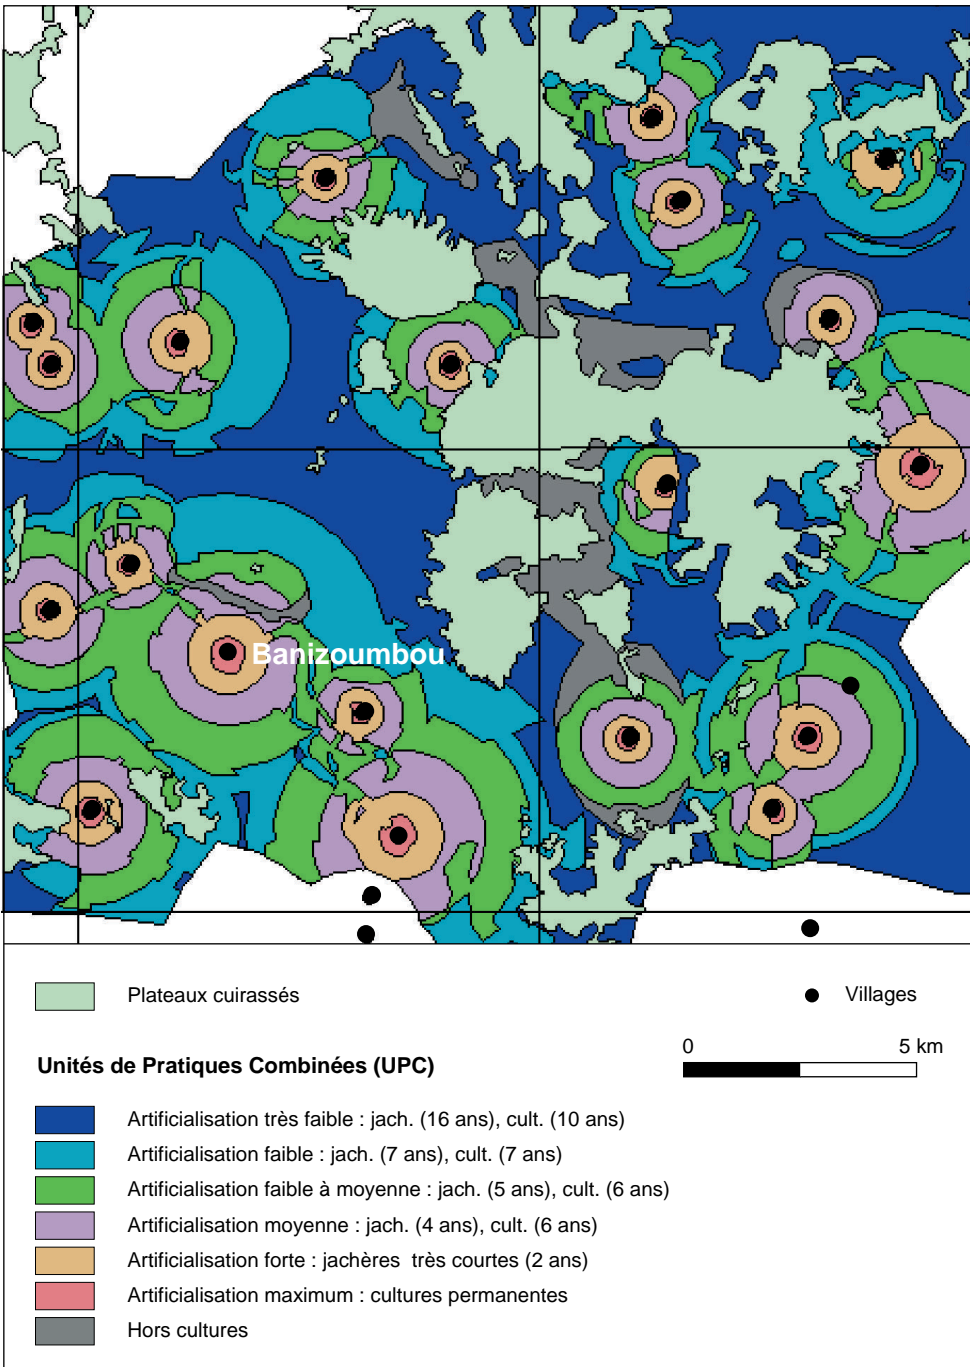 Banizoumbou
Plateaux cuirassés
Villages
Unités de Pratiques Combinées (UPC)
0 5 km
Artificialisation très faible : jach. (16 ans), cult. (10 ans)
Artificialisation faible : jach. (7 ans), cult. (7 ans)
Artificialisation faible à moyenne : jach. (5 ans), cult. (6 ans)
Artificialisation moyenne : jach. (4 ans), cult. (6 ans)
Artificialisation forte : jachères très courtes (2 ans)
Artificialisation maximum : cultures permanentes
Hors cultures